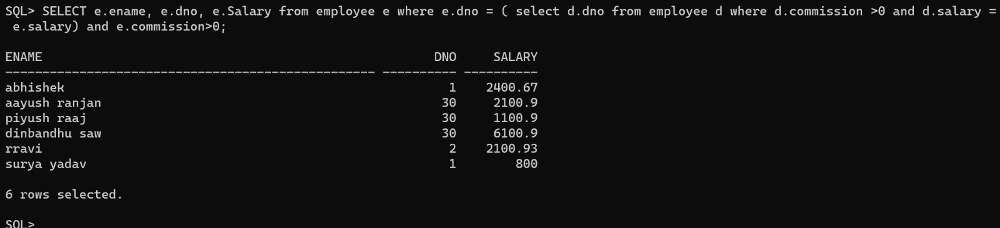 SQL> SELECT e.ename, e.dno, e.Salary from employee e where e.dno = ( select d.dno from employee d where d.commission >0 and d.salary =
 e.salary) and e.commission>0;
ENAME                                                     DNO     SALARY
-------------------------------------------------- ---------- ----------
abhishek                                                    1    2400.67
aayush ranjan                                              30     2100.9
piyush raaj                                                30     1100.9
dinbandhu saw                                              30     6100.9
rravi                                                       2    2100.93
surya yadav                                                 1        800
6 rows selected.
SQL>